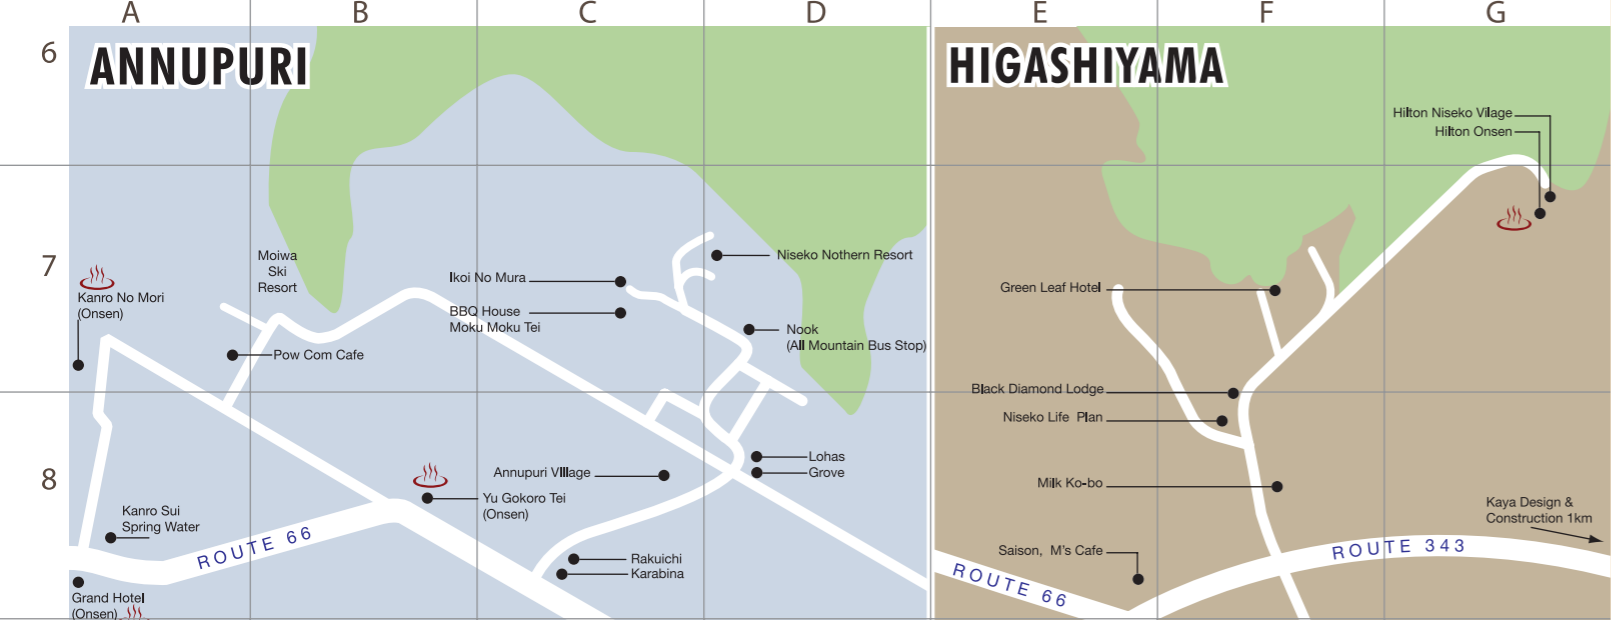 A B C D E F G
6
ANNUPURI
HIGASHIYAMA
Hilton Niseko Vilage
Hilton Onsen
7
Moiwa
Ski
Resort
Kanro No Mori
(Onsen)
Ikoi No Mura
BBQ House
Moku Moku Tei
Niseko Nothern Resort
Nook
(All Mountain Bus Stop)
Pow Com Cafe
Green Leaf Hotel
Black Diamond Lodge
Niseko Life Plan
8
Annupuri VIllage
Lohas
Grove
Yu Gokoro Tei
(Onsen)
Kanro Sui
Spring Water
ROUTE 66
Rakuichi
Karabina
Grand Hotel
(Onsen)
Milk Ko-bo
Kaya Design &
Construction 1km
Saison, M's Cafe
ROUTE 343
ROUTE 66